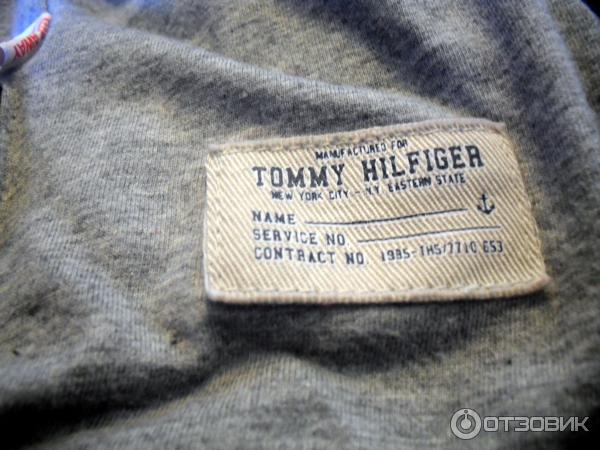 MANUFACTURED FOR
TOMMY HILFIGER
NEW YORK CITY - N.Y. EASTERN STATE
NAME
SERVICE NO.
CONTRACT NO. 1985-THS/7710 653
ОТЗОВИК